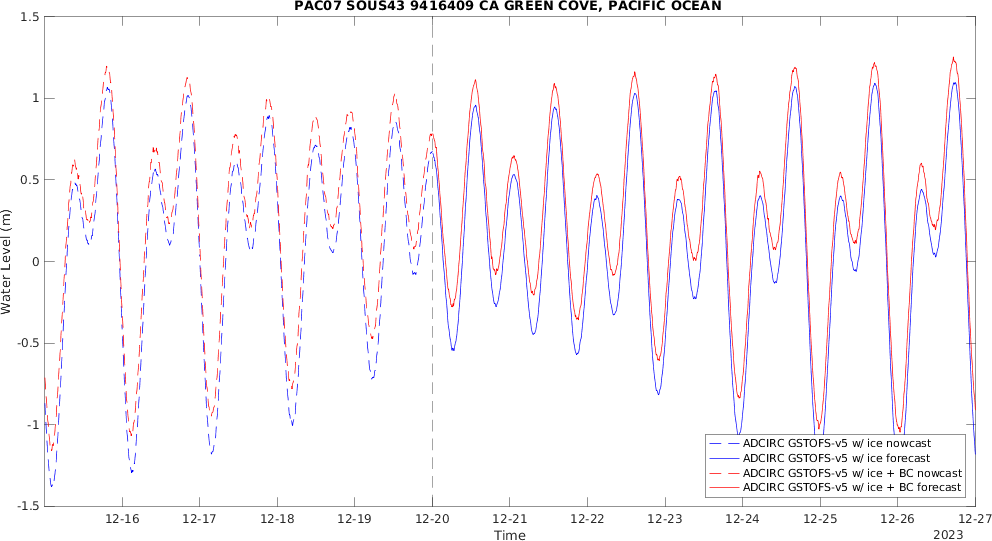 PAC07 SOUS43 9416409 CA GREEN COVE, PACIFIC OCEAN
1.5
1
0.5
0
-0.5
-1
-1.5
Water Level (m)
12-16 12-17 12-18 12-19 12-20 12-21 12-22 12-23 12-24 12-25 12-26 12-27
Time
2023
ADCIRC GSTOFS-v5 w/ ice nowcast
ADCIRC GSTOFS-v5 w/ ice forecast
ADCIRC GSTOFS-v5 w/ ice + BC nowcast
ADCIRC GSTOFS-v5 w/ ice + BC forecast